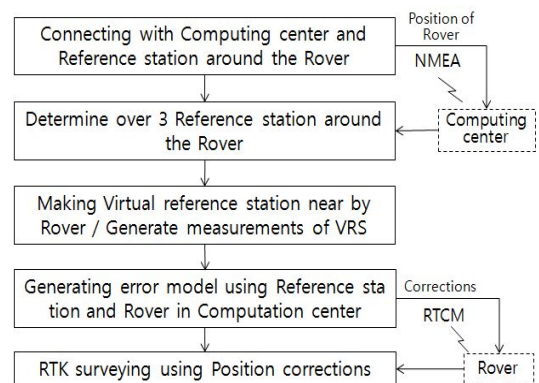 Connecting with Computing center and
Reference station around the Rover
Position of
Rover
NMEA
Determine over 3 Reference station around
the Rover
Computing
center
Making Virtual reference station near by
Rover / Generate measurements of VRS
Generating error model using Reference sta
tion and Rover in Computation center
Corrections
RTCM
RTK surveying using Position corrections
Rover